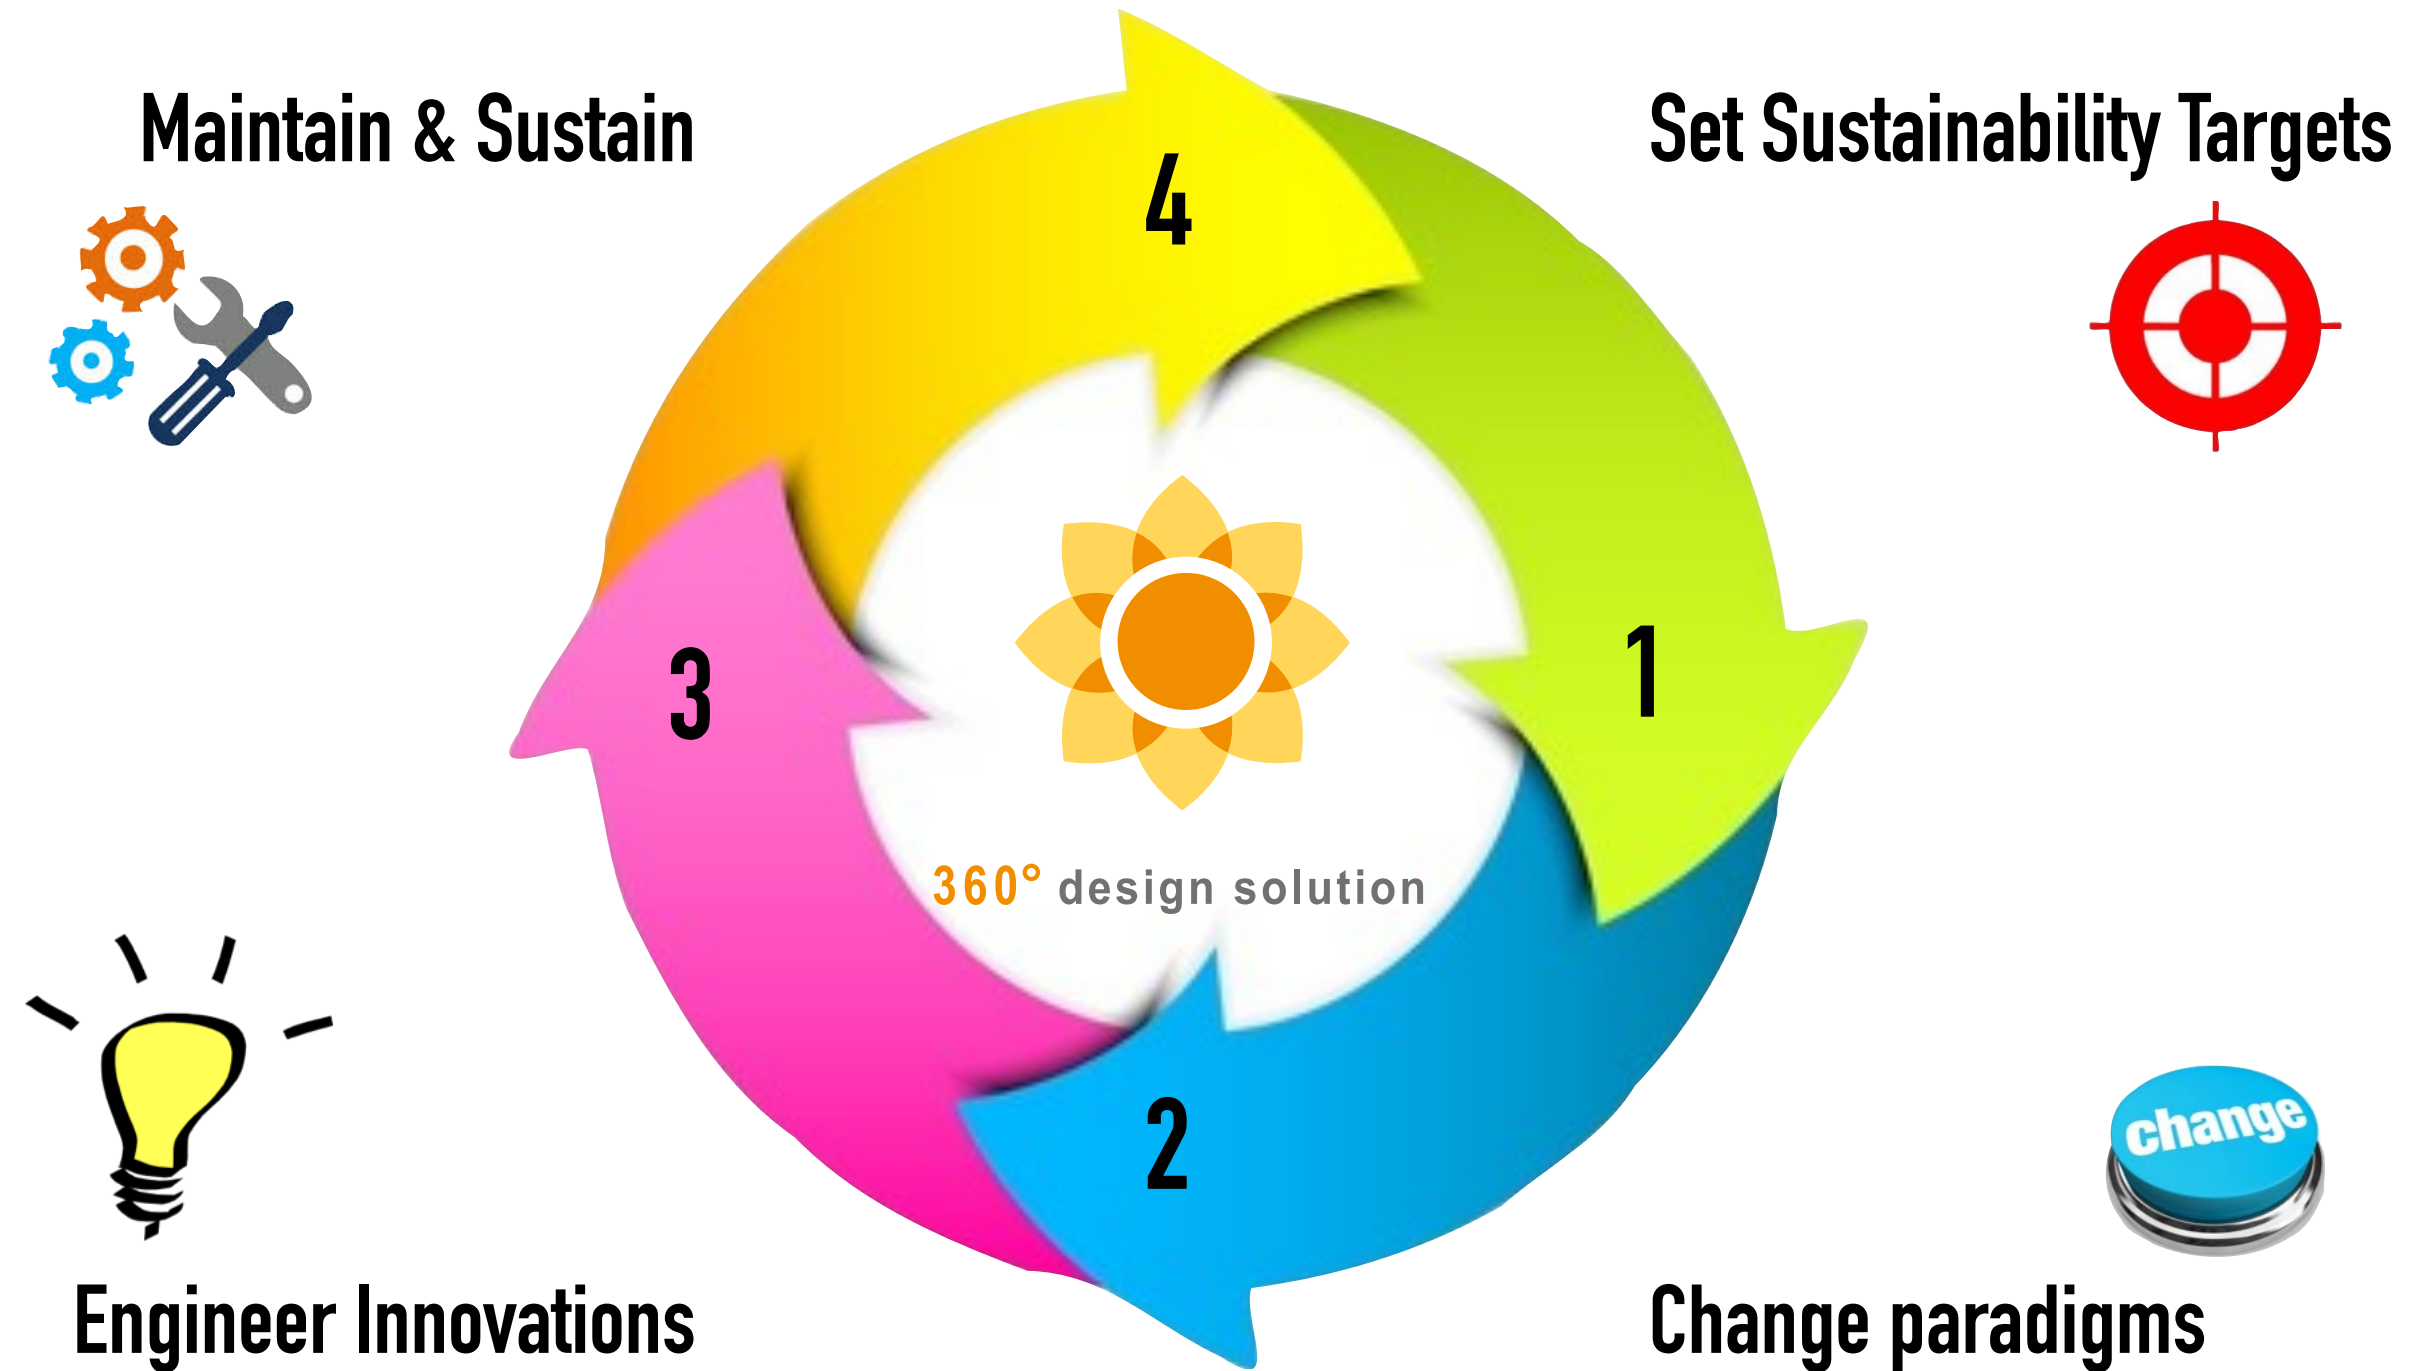 Maintain & Sustain
Set Sustainability Targets
4
1
3
360° design solution
2
change
Engineer Innovations
Change paradigms